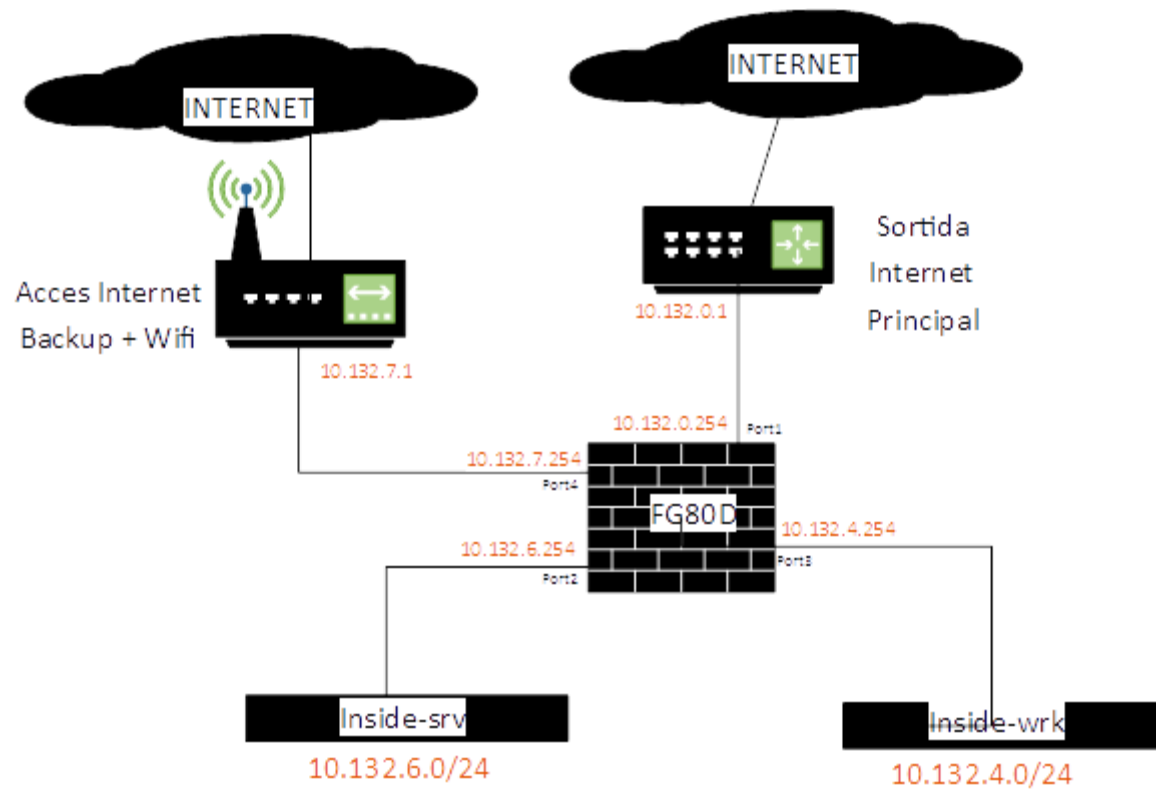 INTERNET
INTERNET
Acces Internet
Backup + Wifi
10.132.7.1
Sortida
Internet
Principal
10.132.0.1
10.132.0.254
Port1
10.132.7.254
Port4
FG80D
10.132.4.254
Port3
10.132.6.254
Port2
Inside-srv
10.132.6.0/24
Inside-wrk
10.132.4.0/24